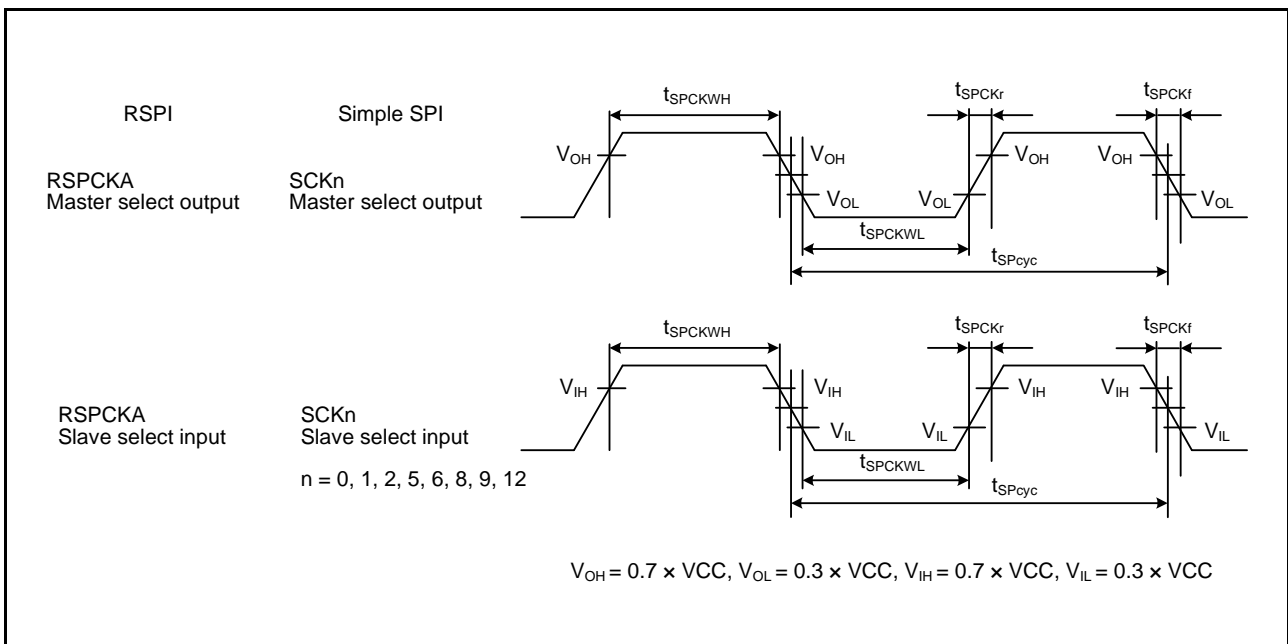 RSPI
Simple SPI
tSPCKWH
tSPCKr
tSPCKf
VOH
VOH
VOH
VOH
RSPCKA
Master select output
SCKn
Master select output
VOL
VOL
VOL
tSPCKWL
tSPcyc
tSPCKWH
tSPCKr
tSPCKf
VIH
VIH
VIH
VIH
RSPCKA
Slave select input
SCKn
Slave select input
VIL
VIL
VIL
n = 0, 1, 2, 5, 6, 8, 9, 12
tSPCKWL
tSPcyc
VOH = 0.7 × VCC, VOL = 0.3 × VCC, VIH = 0.7 × VCC, VIL = 0.3 × VCC